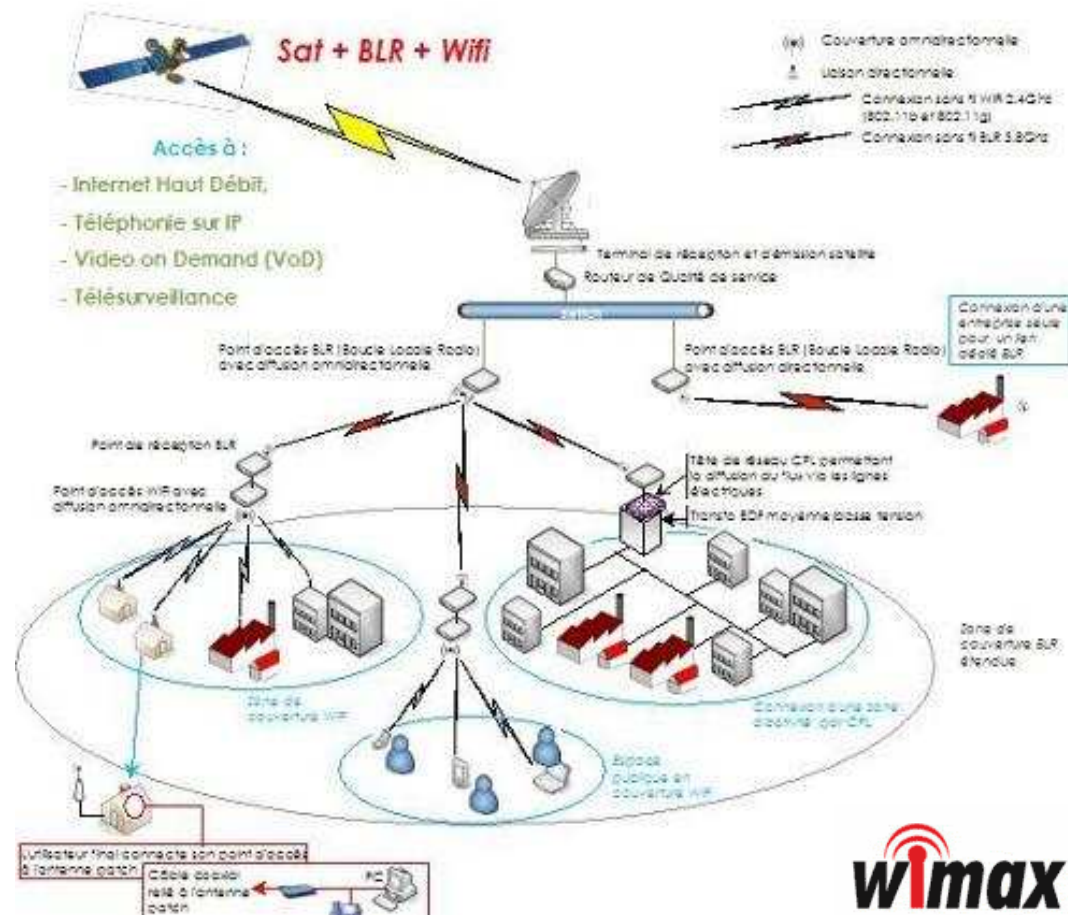 Sat + BLR + Wifi
Couverture omnidirectionnelle
Liaison directionnelle
Connexion sans fil Wifi 2.4Ghz
(802.11b et 802.11g)
Connexion sans fil BLR 3.5Ghz
Accès à :
- Internet Haut Débit,
- Téléphonie sur IP
- Video on Demand (VoD)
- Télésurveillance
Terminal de réception et d'émission satellite
Routeur de Qualité de service
Connexion d'une
entreprise seule
pour un lien
dédié BLR
Point d'accès BLR (Boucle Locale Radio)
avec diffusion omnidirectionnelle
Point d'accès BLR (Boucle Locale Radio)
avec diffusion directionnelle
Point de réception BLR
Point d'accès Wifi avec
diffusion omnidirectionnelle
Tête de réseau CPL permettant
la diffusion du flux via les lignes
électriques
Transfo EDF moyenne/basse tension
Zone de
couverture BLR
étendue
Zone de
couverture Wifi
Connexion d'une zone
par CPL
Espace
publique en
couverture Wifi
L'utilisateur final connecte son point d'accès
à l'antenne patch
Câble coaxial
relié à l'antenne
patch
PC
wimax